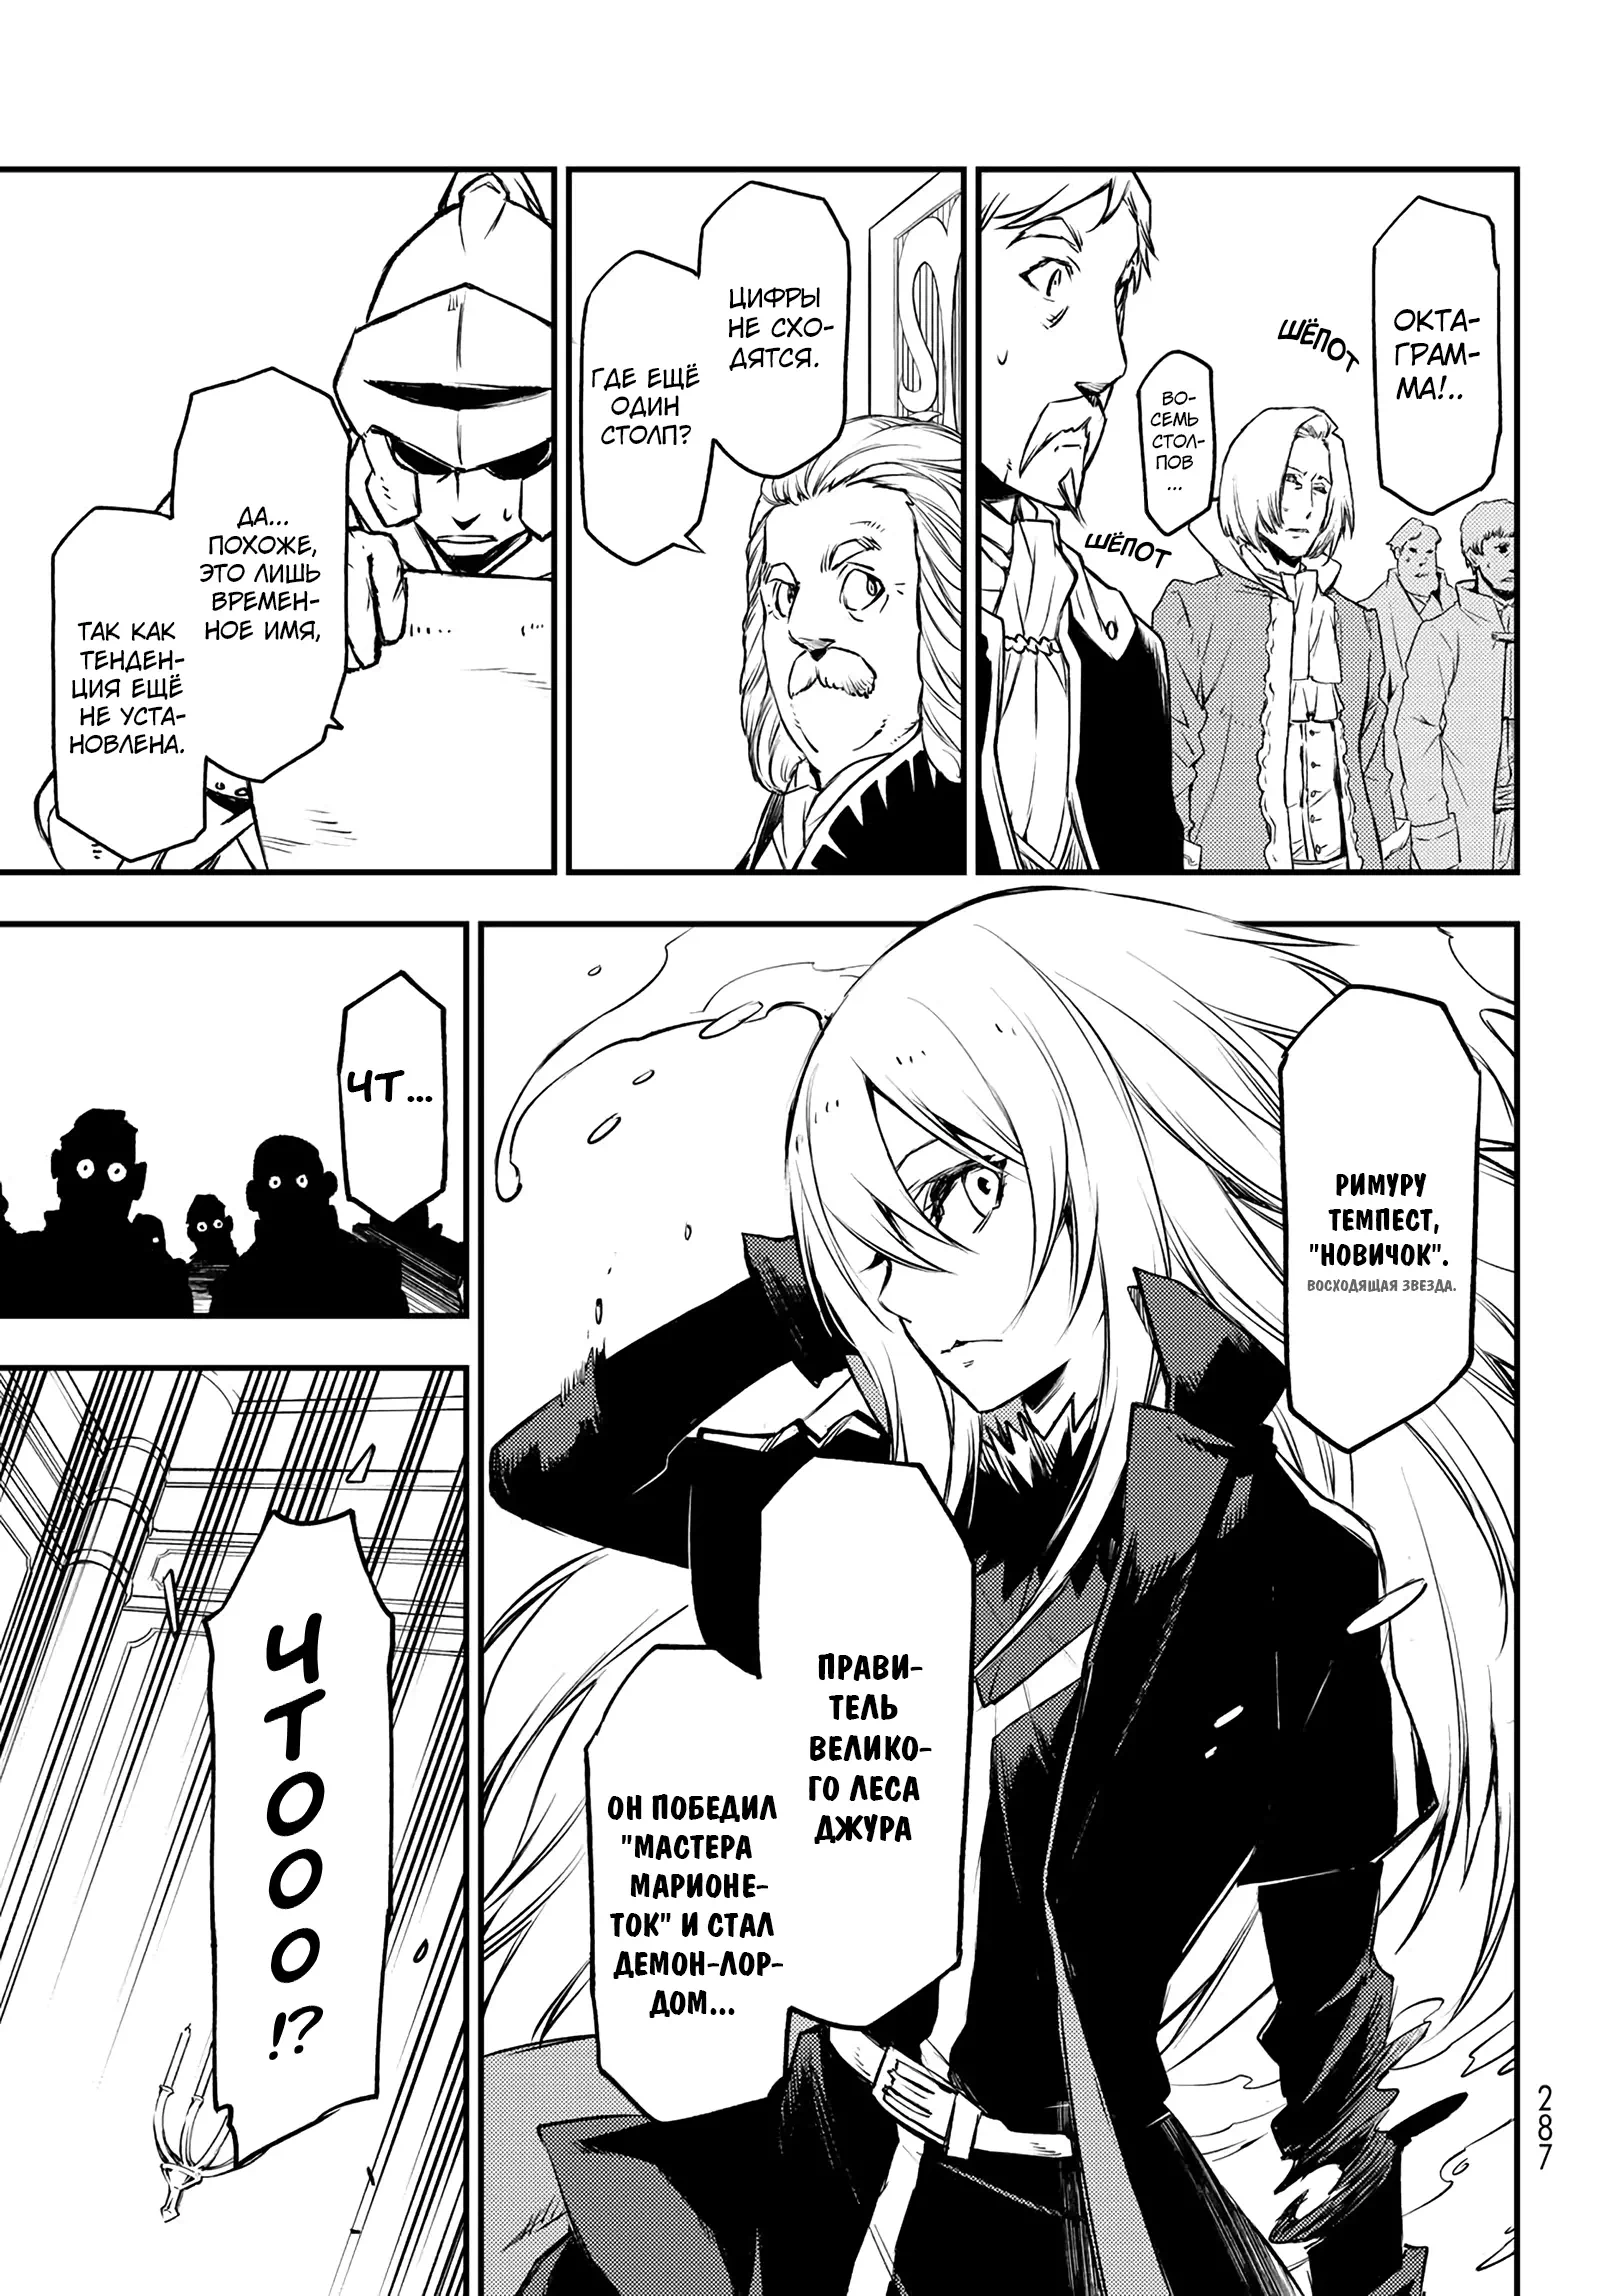 ОКТА-
ГРАМ-
МА!..
ШЁПОТ
ВО-
СЕМЬ
СТОЛ-
ПОВ
...
ШЁПОТ
ЦИФРЫ
НЕ СХО-
ДЯТСЯ.
ГДЕ ЕЩЁ
ОДИН
СТОЛП?
ДА...
ПОХОЖЕ,
ЭТО ЛИШЬ
ВРЕМЕН-
НОЕ ИМЯ,
ТАК КАК
ТЕНДЕН-
ЦИЯ ЕЩЁ
НЕ УСТА-
НОВЛЕНА.
РИМУРУ
ТЕМПЕСТ,
"НОВИЧОК".
ВОСХОДЯЩАЯ ЗВЕЗДА.
ПРАВИ-
ТЕЛЬ
ВЕЛИКО-
ГО ЛЕСА
ДЖУРА
ОН ПОБЕДИЛ
"МАСТЕРА
МАРИОНЕ-
ТОК" И СТАЛ
ДЕМОН-ЛОР-
ДОМ...
ЧТ...
ЧТООО!?
287